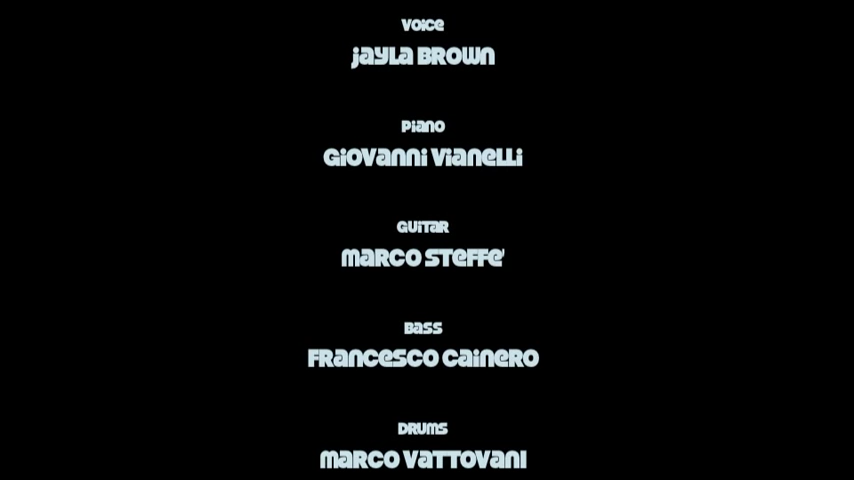 voice
Jayla Brown
piano
Giovanni Vianelli
guitar
Marco Steffe'
bass
Francesco Cainero
drums
Marco Vattovani